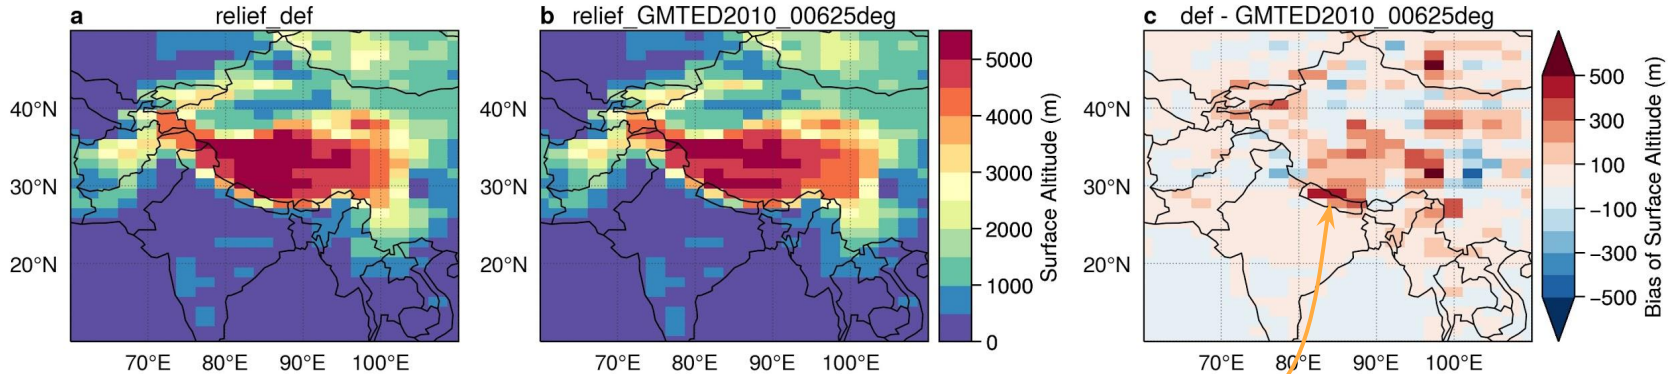 a relief_def
b relief_GMTED2010_00625deg
c def - GMTED2010_00625deg
40°N
30°N
20°N
70°E 80°E 90°E 100°E
40°N
30°N
20°N
70°E 80°E 90°E 100°E
5000
4000
3000
2000
1000
0
Surface Altitude (m)
40°N
30°N
20°N
70°E 80°E 90°E 100°E
500
300
100
−100
−300
−500
Bias of Surface Altitude (m)